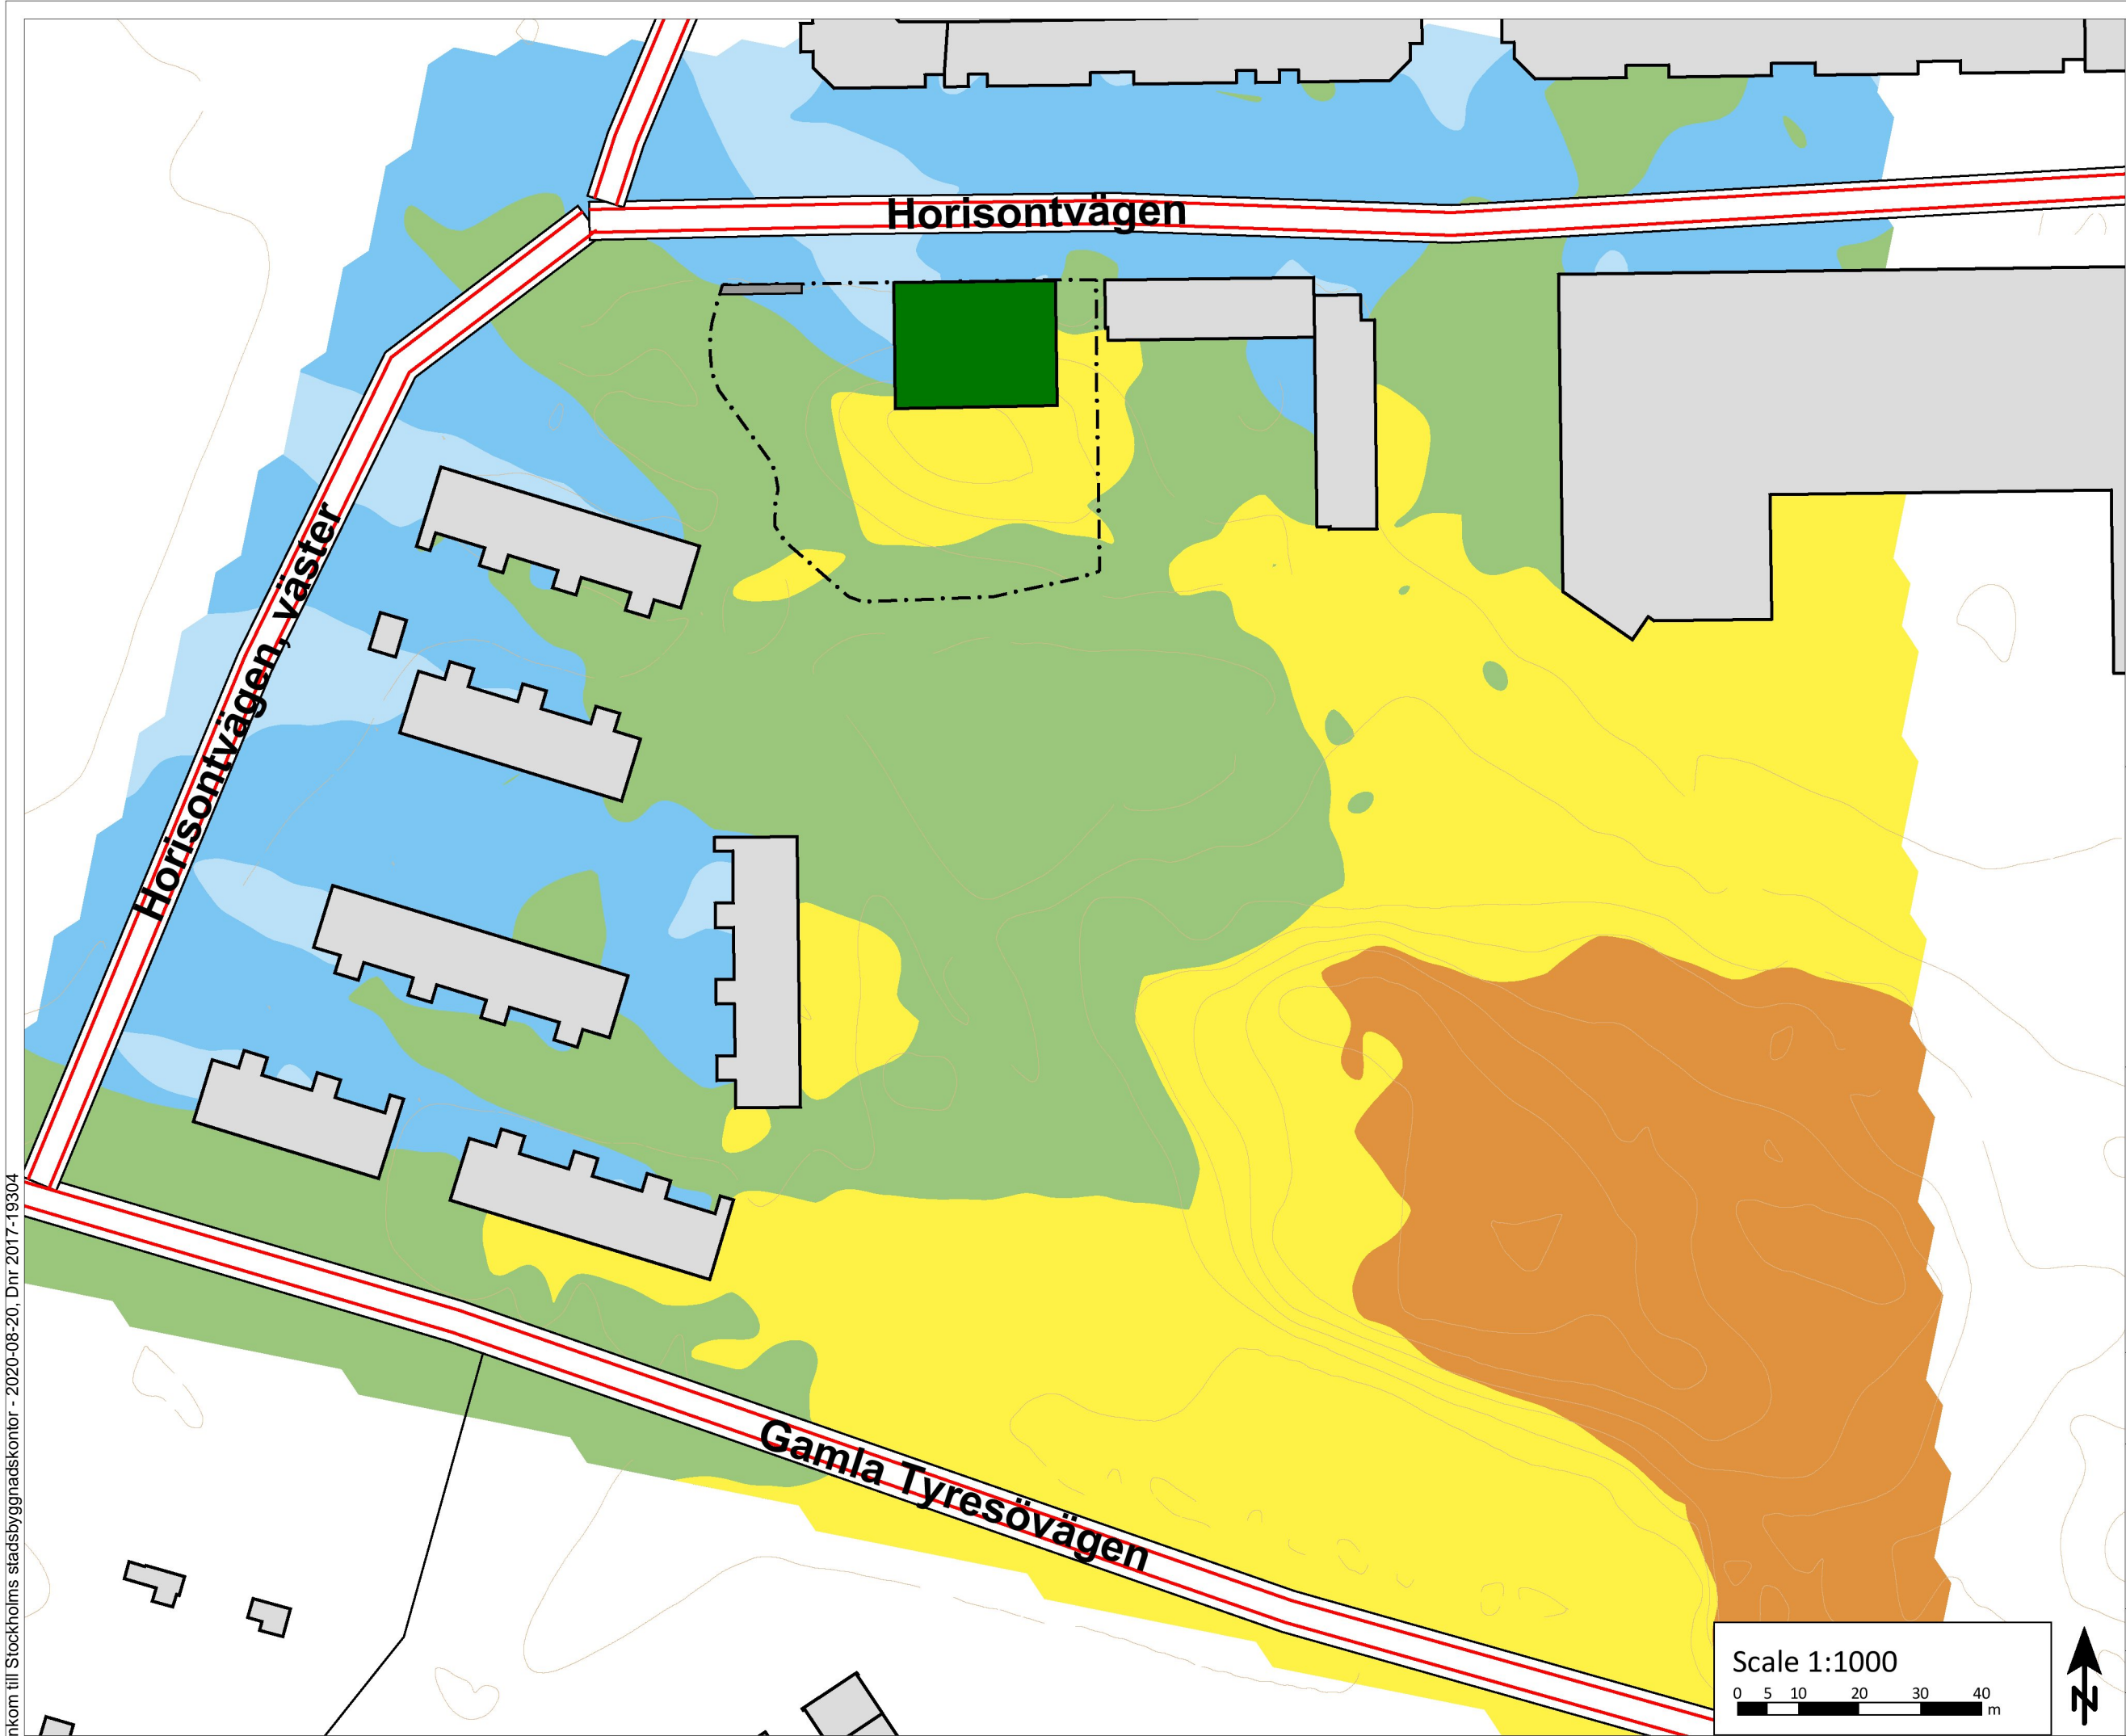 Horisontvägen
Horisontvägen, väster
Gamla Tyresövägen
nkom till Stockholms stadsbyggnadskontor - 2020-08-20, Dnr 2017-19304
Scale 1:1000
0 5 10 20 30 40
m
N